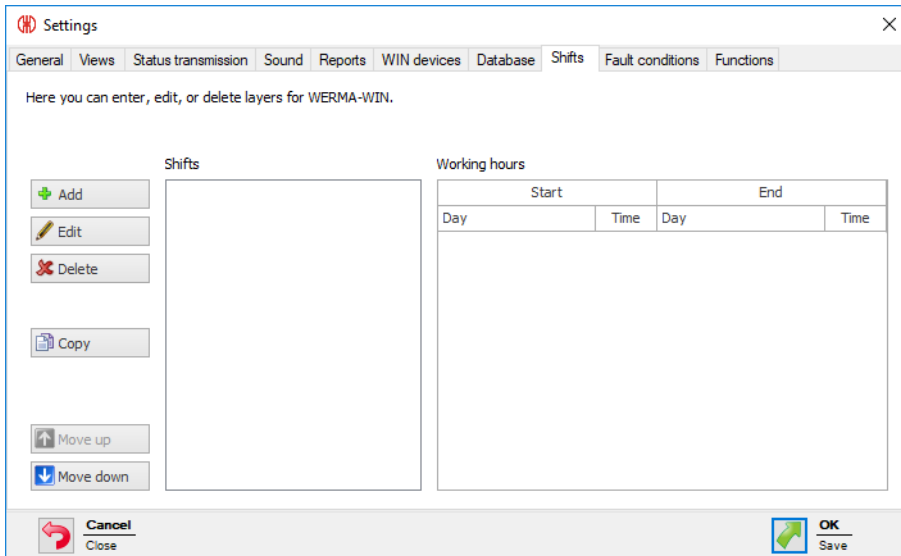 Settings
General Views Status transmission Sound Reports WIN devices Database Shifts Fault conditions Functions
Here you can enter, edit, or delete layers for WERMA-WIN.
Shifts Working hours
Add
Edit
Delete
Copy
Move up
Move down
Start End
Day Time Day Time
Cancel
Close
OK
Save